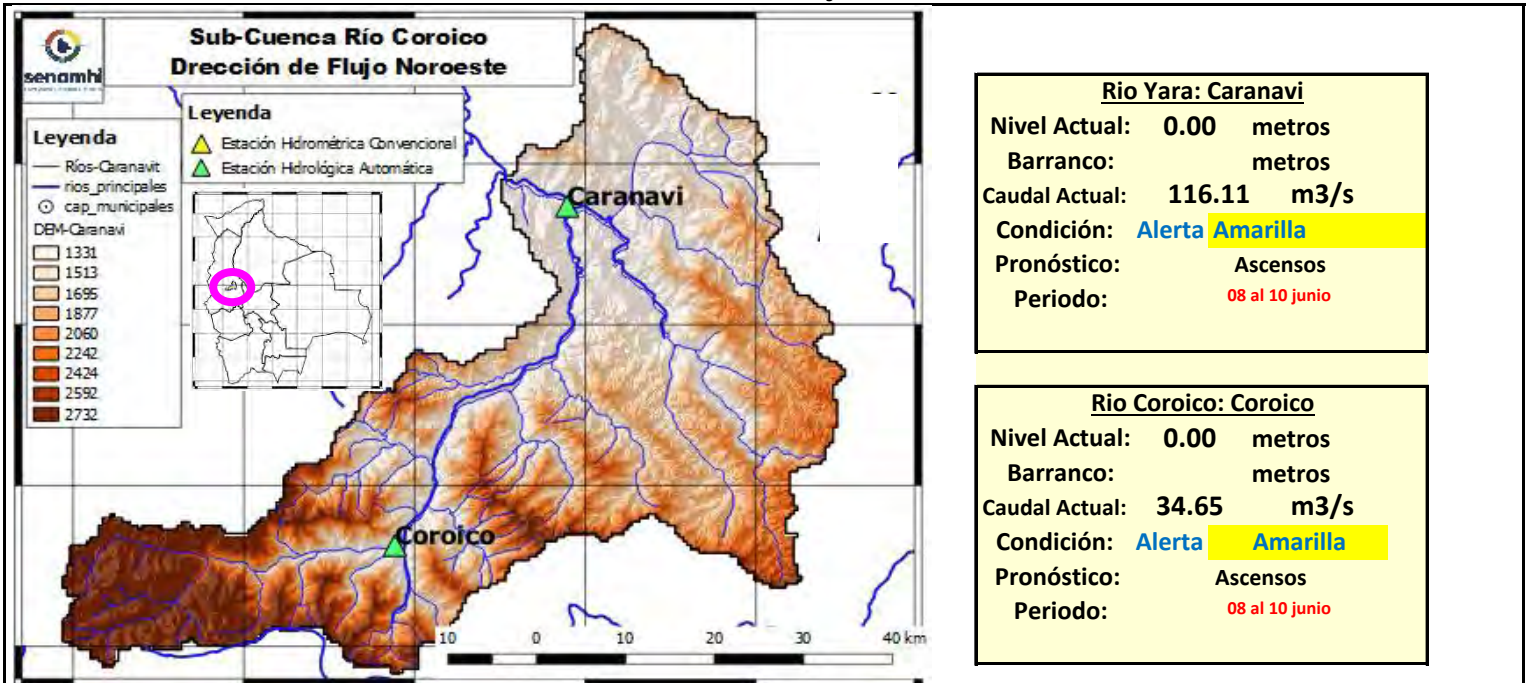 senamhi
Sub-Cuenca Río Coroico
Drección de Flujo Noroeste
Leyenda
Estación Hidrométrica Convencional
Estación Hidrológica Automática
Leyenda
Ríos-Caranavit
rios_principales
cap_municipales
DEM-Caranavi
1331
1513
1695
1877
2060
2242
2424
2592
2732
Caranavi
Coroico
10 0 10 20 30 40 km
Rio Yara: Caranavi
Nivel Actual: 0.00 metros
Barranco: metros
Caudal Actual: 116.11 m3/s
Condición: Alerta Amarilla
Pronóstico: Ascensos
Periodo: 08 al 10 junio
Rio Coroico: Coroico
Nivel Actual: 0.00 metros
Barranco: metros
Caudal Actual: 34.65 m3/s
Condición: Alerta Amarilla
Pronóstico: Ascensos
Periodo: 08 al 10 junio